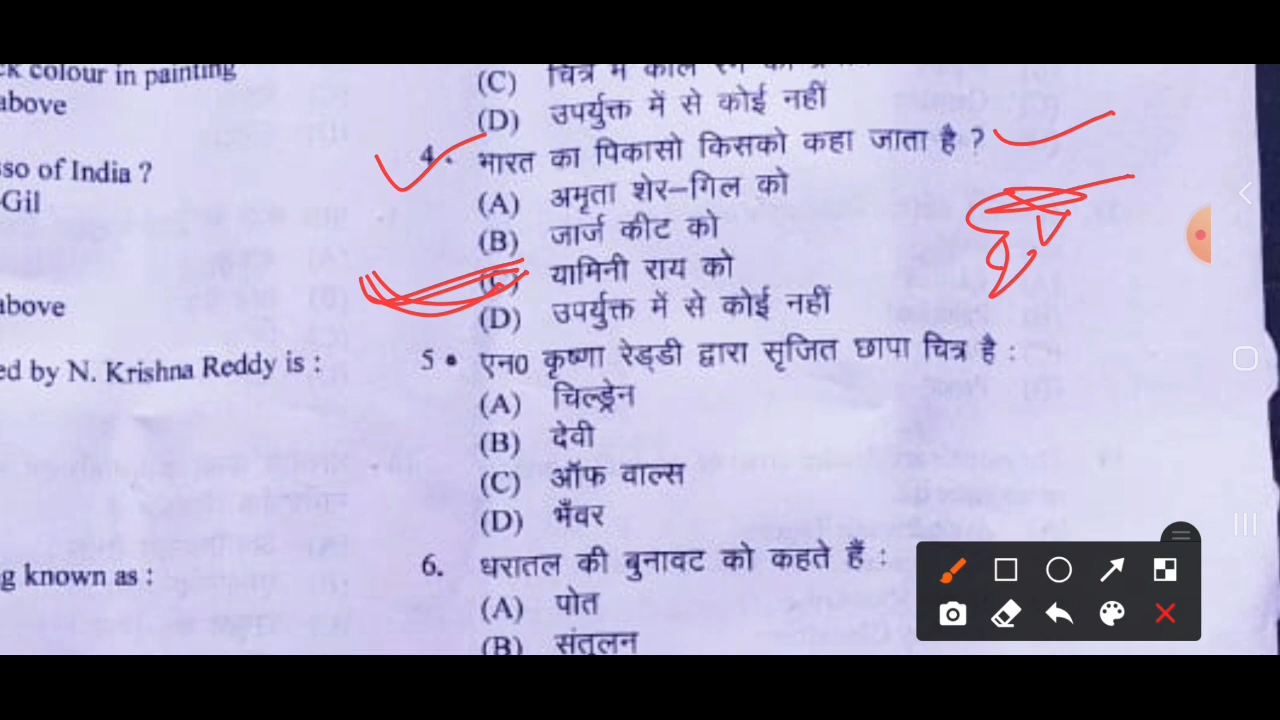 ck colour in painting
above
sso of India ?
-Gil
above
ed by N. Krishna Reddy is :
g known as :
(C) चित्र में काले रंग का
(D) उपर्युक्त में से कोई नहीं
4. भारत का पिकासो किसको कहा जाता है ?
(A) अमृता शेर-गिल को
(B) जार्ज कीट को
(C) यामिनी राय को
(D) उपर्युक्त में से कोई नहीं
5. एन0 कृष्णा रेड्डी द्वारा सृजित छापा चित्र है :
(A) चिल्ड्रेन
(B) देवी
(C) ऑफ वाल्स
(D) भँवर
6. धरातल की बुनावट को कहते हैं :
(A) पोत
(B) संतुलन